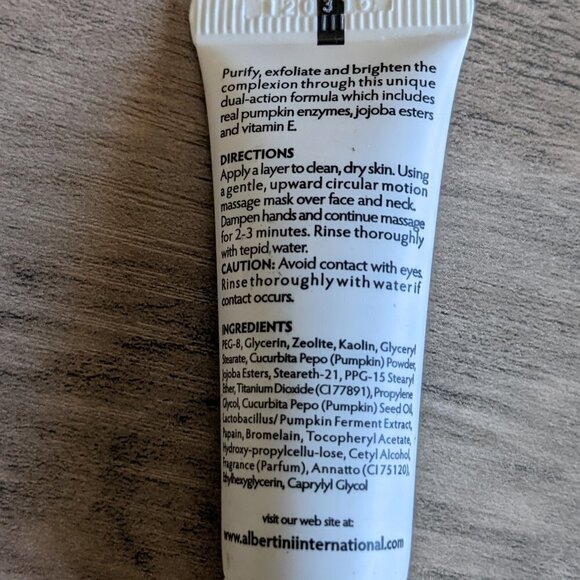 Purify, exfoliate and brighten the
complexion through this unique
dual-action formula which includes
real pumpkin enzymes, jojoba esters
and vitamin E.
DIRECTIONS
Apply a layer to clean, dry skin. Using
a gentle, upward circular motion
massage mask over face and neck.
Dampen hands and continue massage
for 2-3 minutes. Rinse thoroughly
with tepid water.
CAUTION: Avoid contact with eyes.
Rinse thoroughly with water if
contact occurs.
INGREDIENTS
PEG-8, Glycerin, Zeolite, Kaolin, Glyceryl
Stearate, Cucurbita Pepo (Pumpkin) Powder,
Jojoba Esters, Steareth-21, PPG-15 Stearyl
Ether, Titanium Dioxide (CI 77891), Propylene
Glycol, Cucurbita Pepo (Pumpkin) Seed Oil,
Lactobacillus/ Pumpkin Ferment Extract,
Papain, Bromelain, Tocopheryl Acetate,
Hydroxy-propylcellu-lose, Cetyl Alcohol,
Fragrance (Parfum), Annatto (CI 75120),
Ethylhexyglycerin, Caprylyl Glycol
visit our web site at:
www.albertiniinternational.com